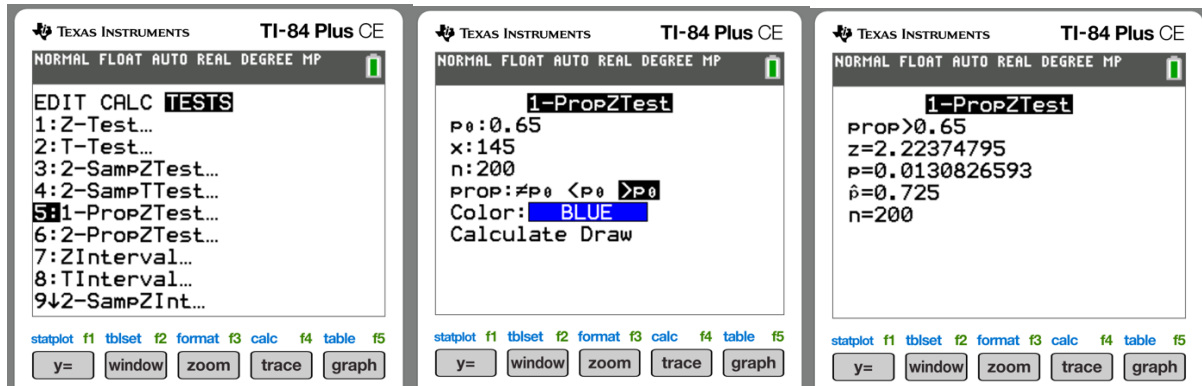 TEXAS INSTRUMENTS TI-84 Plus CE
NORMAL FLOAT AUTO REAL DEGREE MP
EDIT CALC TESTS
1:Z-Test…
2:T-Test…
3:2-SampZTest…
4:2-SampTTest…
5:1-PropZTest…
6:2-PropZTest…
7:ZInterval…
8:TInterval…
9↓2-SampZInt…
statplot f1 tblset f2 format f3 calc f4 table f5
y= window zoom trace graph
TEXAS INSTRUMENTS TI-84 Plus CE
NORMAL FLOAT AUTO REAL DEGREE MP
1-PropZTest
p₀:0.65
x:145
n:200
prop:≠p₀ <p₀ >p₀
Color: BLUE
Calculate Draw
statplot f1 tblset f2 format f3 calc f4 table f5
y= window zoom trace graph
TEXAS INSTRUMENTS TI-84 Plus CE
NORMAL FLOAT AUTO REAL DEGREE MP
1-PropZTest
prop>0.65
z=2.22374795
p=0.0130826593
p̂=0.725
n=200
statplot f1 tblset f2 format f3 calc f4 table f5
y= window zoom trace graph